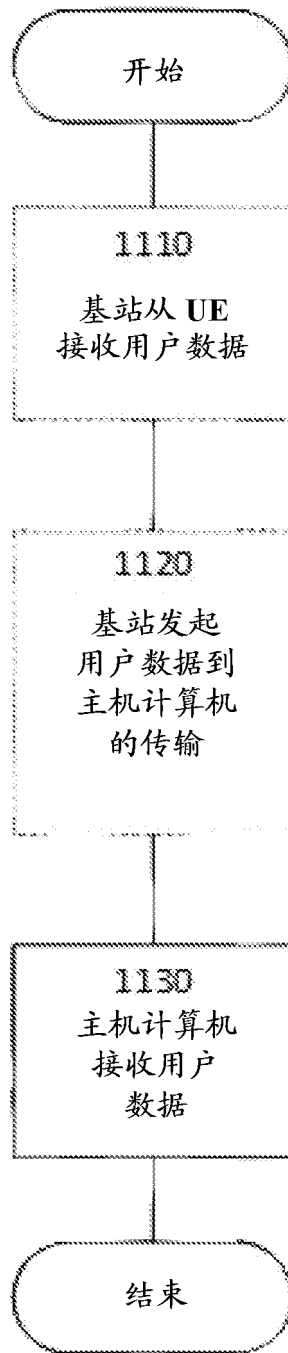 开始
1110
基站从 UE
接收用户数据
1120
基站发起
用户数据到
主机计算机
的传输
1130
主机计算机
接收用户
数据
结束